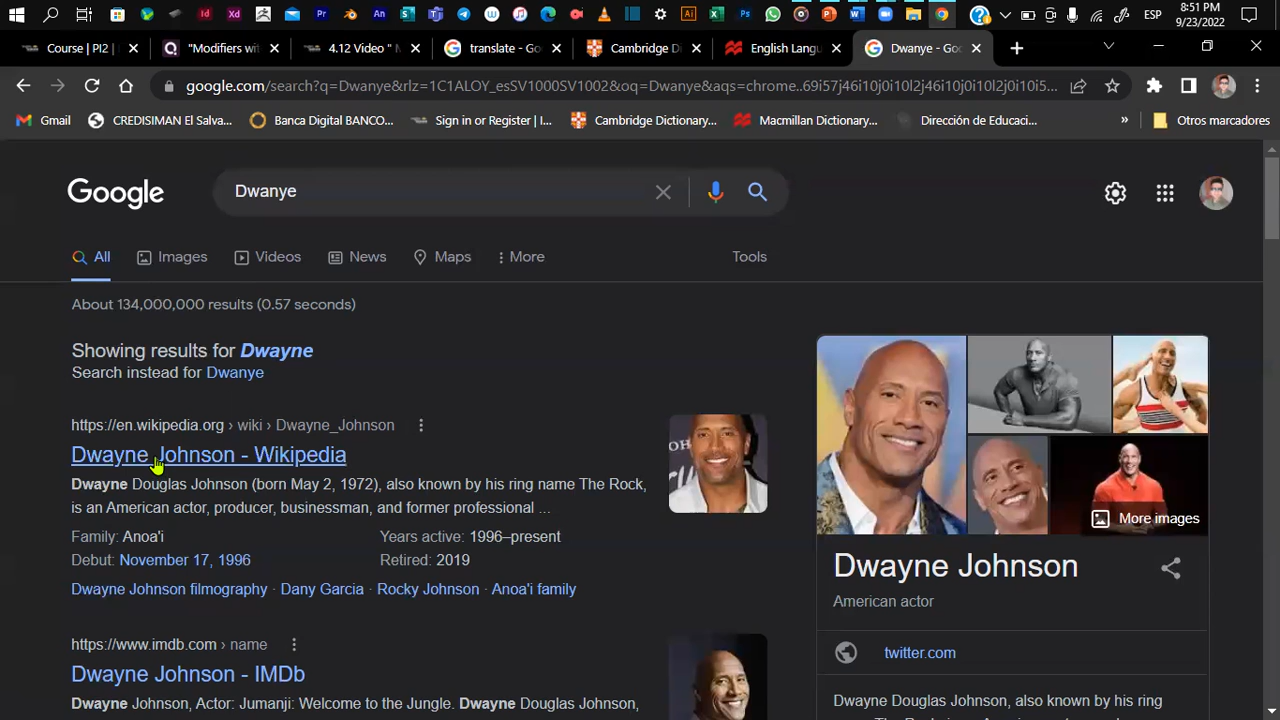 8:51 PM
ESP
9/23/2022
Course | PI2 |
"Modifiers wit
4.12 Video " M
translate - Goo
Cambridge Di
English Langu
Dwanye - Goo
google.com/search?q=Dwanye&rlz=1C1ALOY_esSV1000SV1002&oq=Dwanye&aqs=chrome..69i57j46i10j0i10l2j46i10j0i10l2j0i10j0i10l5...
Gmail
CREDISIMAN El Salva...
Banca Digital BANCO...
Sign in or Register | I...
Cambridge Dictionary...
Macmillan Dictionary...
Dirección de Educaci...
»
Otros marcadores
Google
Dwanye
All
Images
Videos
News
Maps
More
Tools
About 134,000,000 results (0.57 seconds)
Showing results for Dwayne
Search instead for Dwanye
https://en.wikipedia.org › wiki › Dwayne_Johnson
Dwayne Johnson - Wikipedia
Dwayne Douglas Johnson (born May 2, 1972), also known by his ring name The Rock,
is an American actor, producer, businessman, and former professional ...
Family: Anoa'i
Years active: 1996–present
Debut: November 17, 1996
Retired: 2019
Dwayne Johnson filmography · Dany Garcia · Rocky Johnson · Anoa'i family
https://www.imdb.com › name
Dwayne Johnson - IMDb
Dwayne Johnson, Actor: Jumanji: Welcome to the Jungle. Dwayne Douglas Johnson,
More images
Dwayne Johnson
American actor
twitter.com
Dwayne Douglas Johnson, also known by his ring